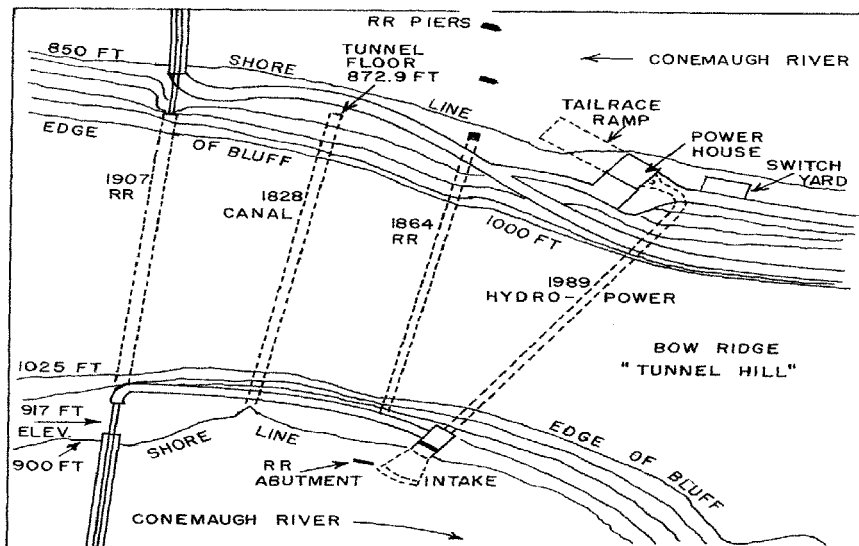 RR PIERS
850 FT
SHORE
TUNNEL
FLOOR
872.9 FT
CONEMAUGH RIVER
LINE
TAILRACE
RAMP
POWER
HOUSE
SWITCH
YARD
EDGE
OF BLUFF
1907
RR
1828
CANAL
1864
RR
1000 FT
1989
HYDRO-POWER
BOW RIDGE
"TUNNEL HILL"
1025 FT
917 FT
ELEV.
900 FT
SHORE
LINE
RR
ABUTMENT
INTAKE
EDGE OF BLUFF
CONEMAUGH RIVER